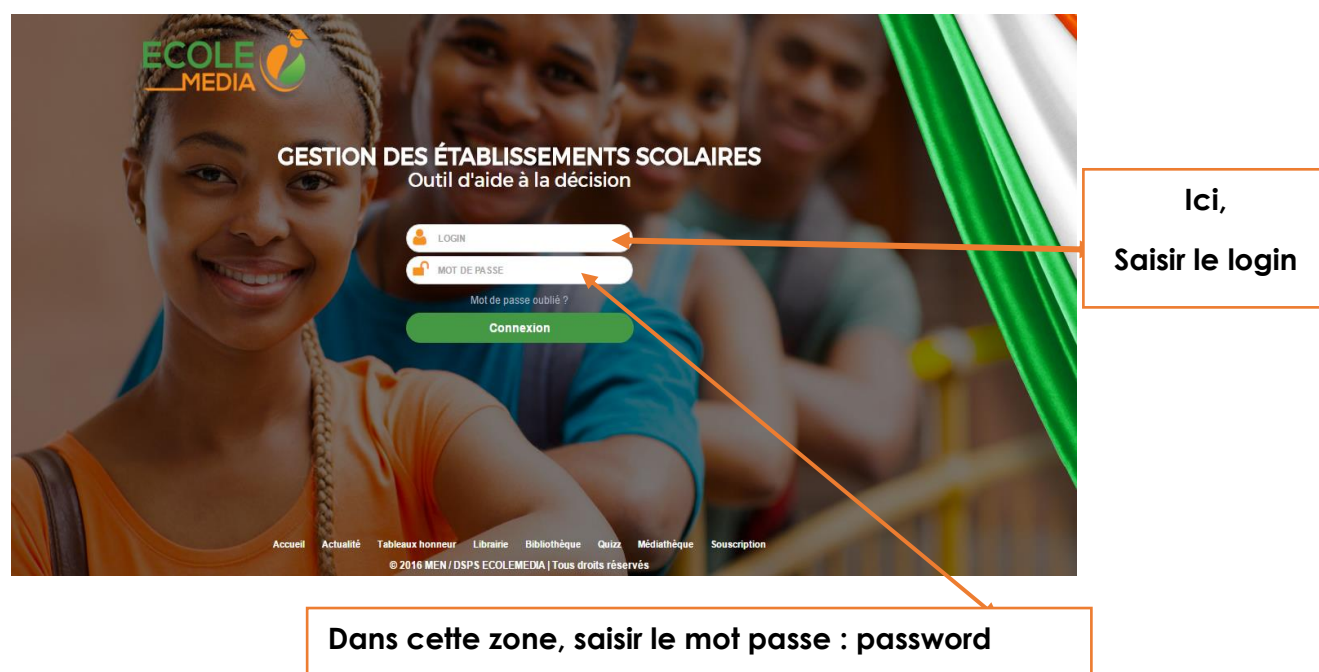 ECOLE
MEDIA
GESTION DES ÉTABLISSEMENTS SCOLAIRES
Outil d'aide à la décision
LOGIN
MOT DE PASSE
Mot de passe oublié ?
Connexion
Ici,
Saisir le login
Accueil Actualité Tableaux honneur Librairie Bibliothèque Quizz Médiathèque Souscription
© 2016 MEN / DSPS ECOLEMEDIA | Tous droits réservés
Dans cette zone, saisir le mot passe : password